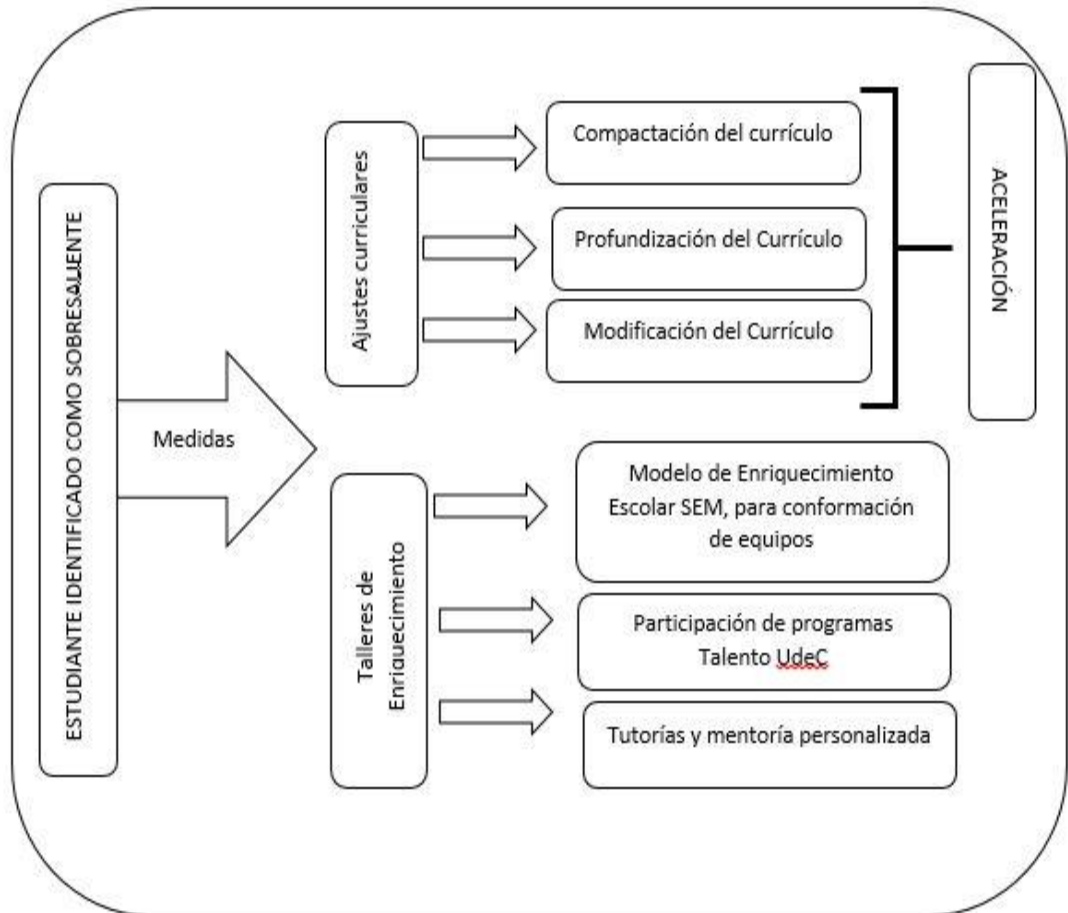 ESTUDIANTE IDENTIFICADO COMO SOBRESALIENTE
Medidas
Ajustes curriculares
Compactación del currículo
Profundización del Currículo
Modificación del Currículo
ACELERACIÓN
Talleres de
Enriquecimiento
Modelo de Enriquecimiento
Escolar SEM, para conformación
de equipos
Participación de programas
Talento UdeC
Tutorías y mentoría personalizada